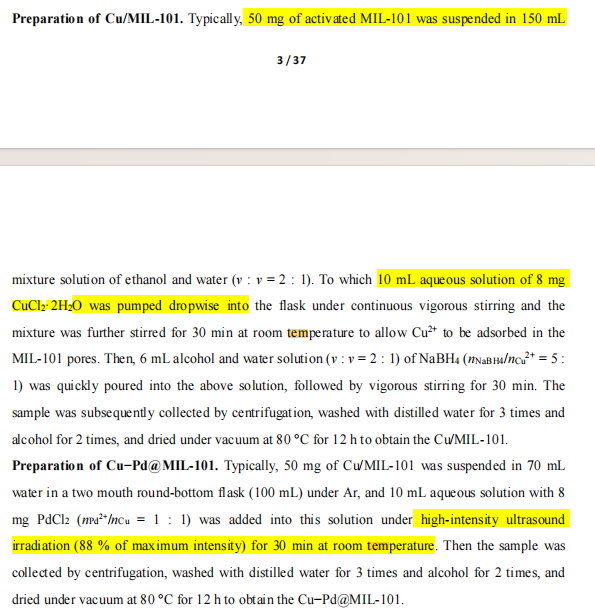 Preparation of Cu/MIL-101. Typically, 50 mg of activated MIL-101 was suspended in 150 mL
3 / 37
mixture solution of ethanol and water (v : v = 2 : 1). To which 10 mL aqueous solution of 8 mg
CuCl₂·2H₂O was pumped dropwise into the flask under continuous vigorous stirring and the
mixture was further stirred for 30 min at room temperature to allow Cu²⁺ to be adsorbed in the
MIL-101 pores. Then, 6 mL alcohol and water solution (v : v = 2 : 1) of NaBH₄ (nNaBH4/nCu²⁺ = 5 :
1) was quickly poured into the above solution, followed by vigorous stirring for 30 min. The
sample was subsequently collected by centrifugation, washed with distilled water for 3 times and
alcohol for 2 times, and dried under vacuum at 80 °C for 12 h to obtain the Cu/MIL-101.
Preparation of Cu−Pd@MIL-101. Typically, 50 mg of Cu/MIL-101 was suspended in 70 mL
water in a two mouth round-bottom flask (100 mL) under Ar, and 10 mL aqueous solution with 8
mg PdCl₂ (nPd²⁺/nCu = 1 : 1) was added into this solution under high-intensity ultrasound
irradiation (88 % of maximum intensity) for 30 min at room temperature. Then the sample was
collected by centrifugation, washed with distilled water for 3 times and alcohol for 2 times, and
dried under vacuum at 80 °C for 12 h to obtain the Cu−Pd@MIL-101.